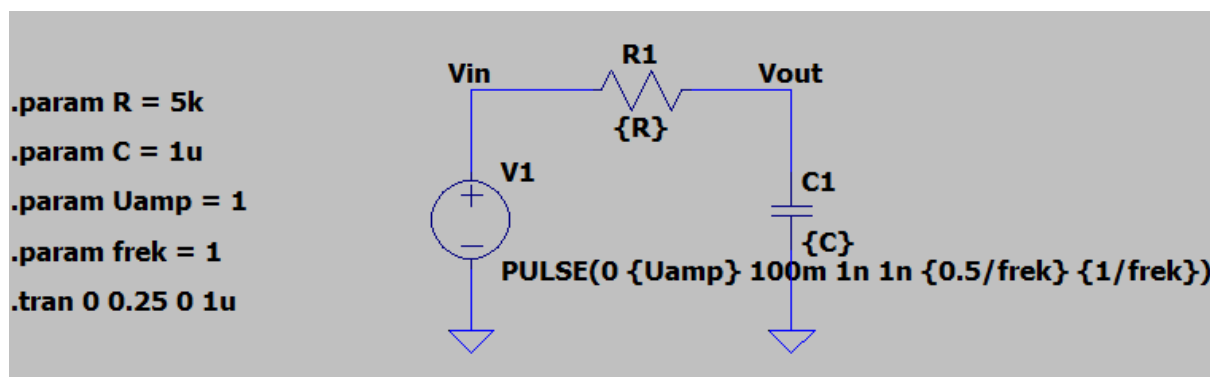 .param R = 5k
.param C = 1u
.param Uamp = 1
.param frek = 1
.tran 0 0.25 0 1u
Vin
R1
Vout
{R}
V1
C1
{C}
PULSE(0 {Uamp} 100m 1n 1n {0.5/frek} {1/frek})